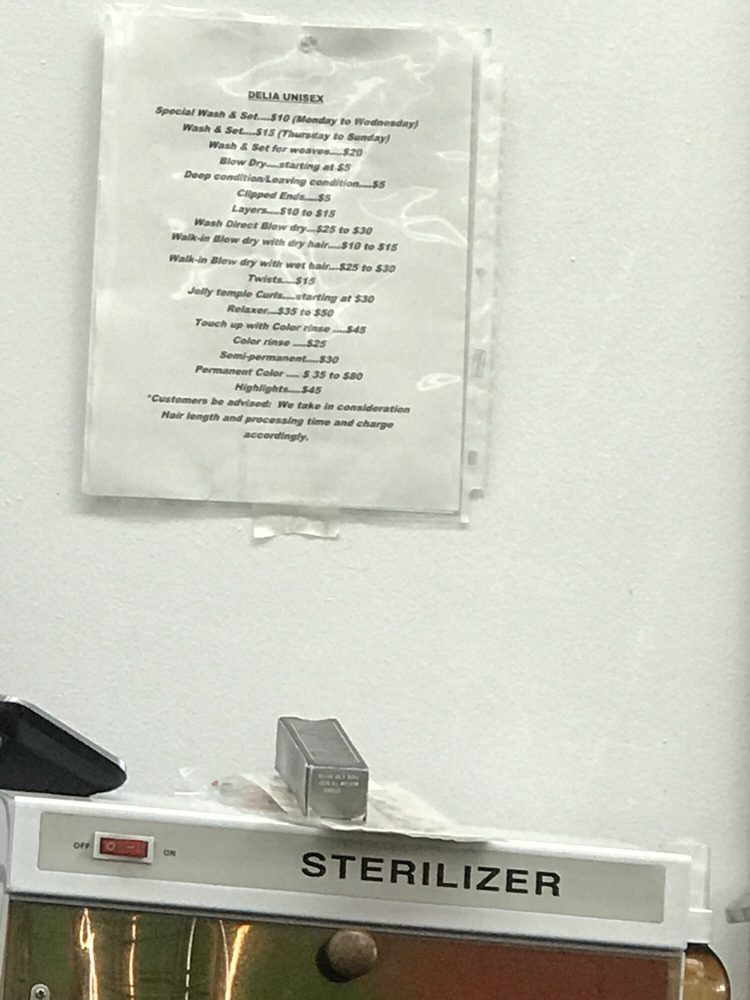 DELIA UNISEX
Special Wash & Set....$10 (Monday to Wednesday)
Wash & Set....$15 (Thursday to Sunday)
Wash & Set for weaves....$20
Blow Dry....starting at $5
Deep condition/Leaving condition....$5
Clipped Ends....$5
Layers....$10 to $15
Wash Direct Blow dry...$25 to $30
Walk-in Blow dry with dry hair....$10 to $15
Walk-in Blow dry with wet hair...$25 to $30
Twists....$15
Jelly temple Curls....starting at $30
Relaxer...$35 to $50
Touch up with Color rinse ....$45
Color rinse ....$25
Semi-permanent....$30
Permanent Color .... $ 35 to $80
Highlights....$45
*Customers be advised: We take in consideration
Hair length and processing time and charge
accordingly.
OFF ON
STERILIZER